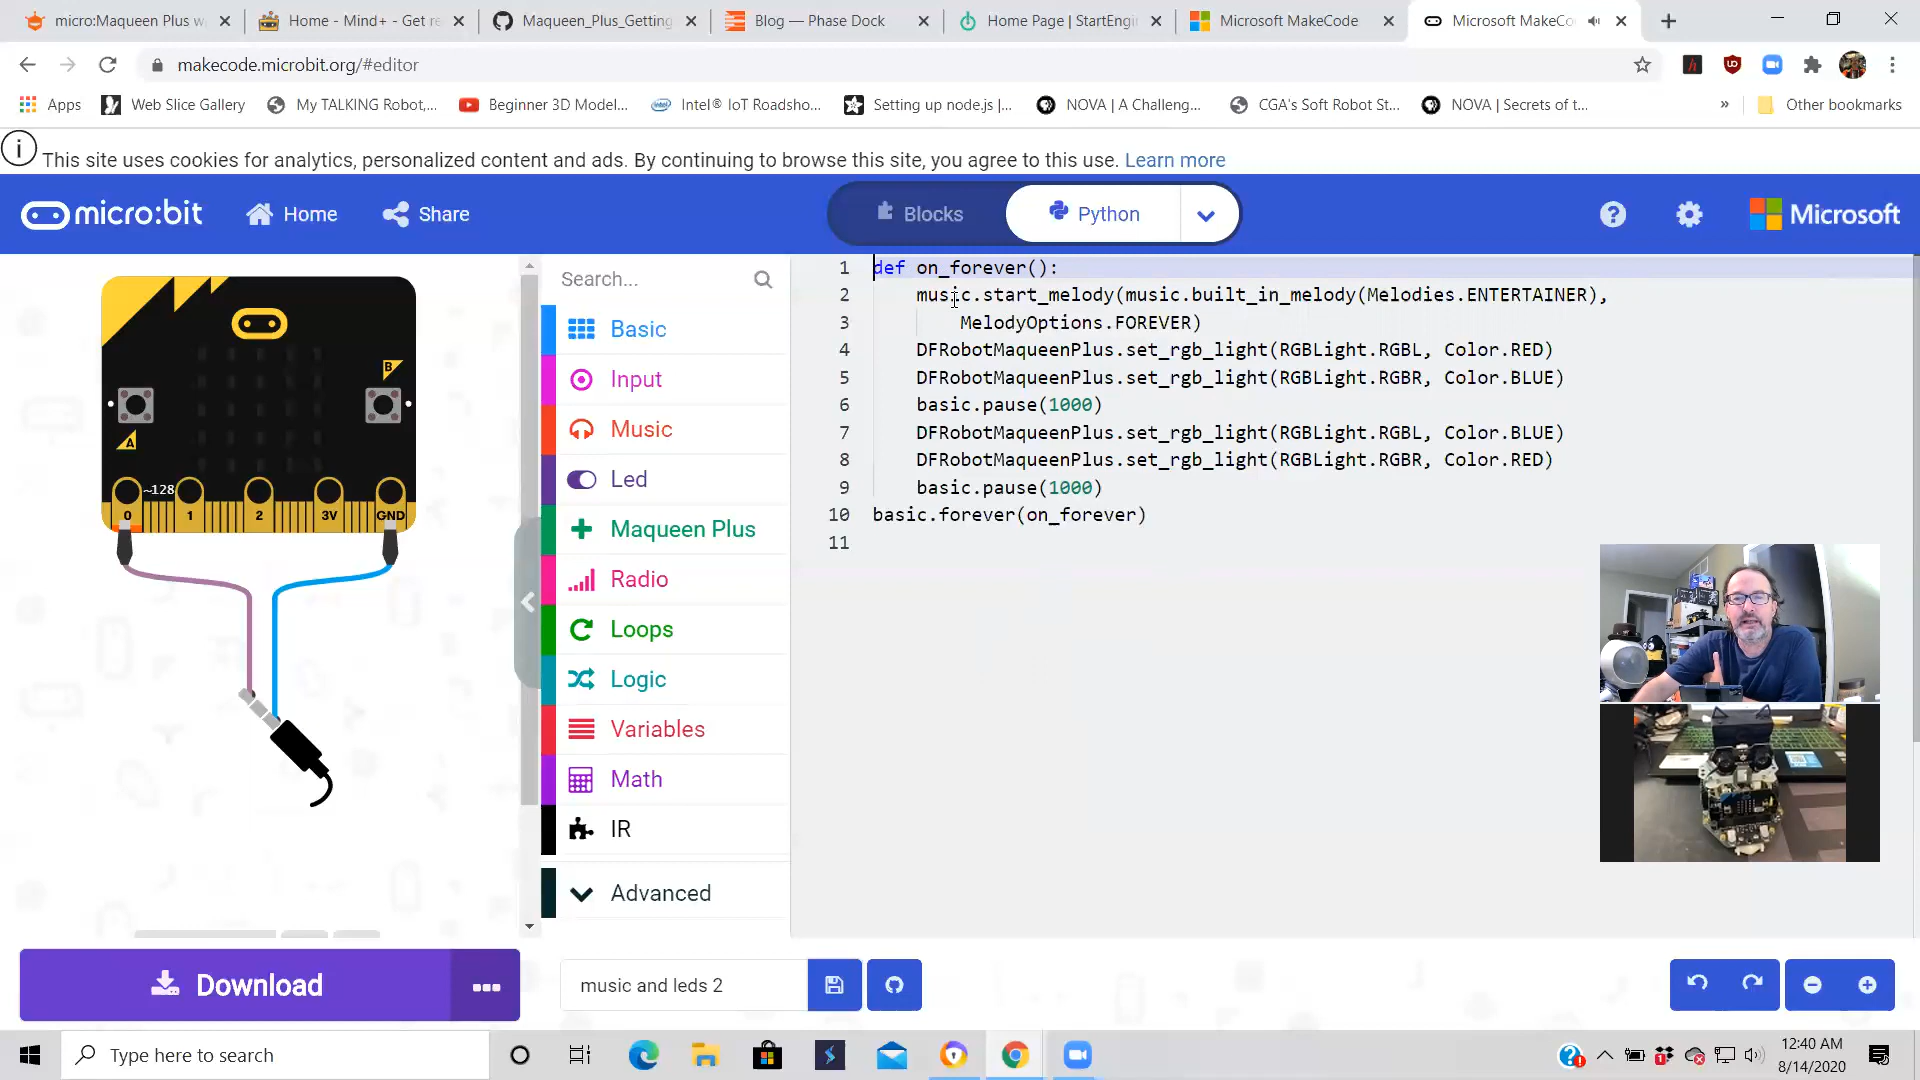 micro:Maqueen Plus w
Home - Mind+ - Get re
Maqueen_Plus_Getting
Blog — Phase Dock
Home Page | StartEngi
Microsoft MakeCode
Microsoft MakeCo
makecode.microbit.org/#editor
Apps
Web Slice Gallery
My TALKING Robot,...
Beginner 3D Model...
Intel® IoT Roadsho...
Setting up node.js |...
NOVA | A Challeng...
CGA's Soft Robot St...
NOVA | Secrets of t...
»
Other bookmarks
This site uses cookies for analytics, personalized content and ads. By continuing to browse this site, you agree to this use. Learn more
micro:bit
Home
Share
Blocks
Python
Microsoft
B
A
~128
0 1 2 3V GND
Search...
Basic
Input
Music
Led
Maqueen Plus
Radio
Loops
Logic
Variables
Math
IR
Advanced
1 def on_forever():
2 music.start_melody(music.built_in_melody(Melodies.ENTERTAINER),
3 MelodyOptions.FOREVER)
4 DFRobotMaqueenPlus.set_rgb_light(RGBLight.RGBL, Color.RED)
5 DFRobotMaqueenPlus.set_rgb_light(RGBLight.RGBR, Color.BLUE)
6 basic.pause(1000)
7 DFRobotMaqueenPlus.set_rgb_light(RGBLight.RGBL, Color.BLUE)
8 DFRobotMaqueenPlus.set_rgb_light(RGBLight.RGBR, Color.RED)
9 basic.pause(1000)
10 basic.forever(on_forever)
11
Download
music and leds 2
Type here to search
12:40 AM
8/14/2020